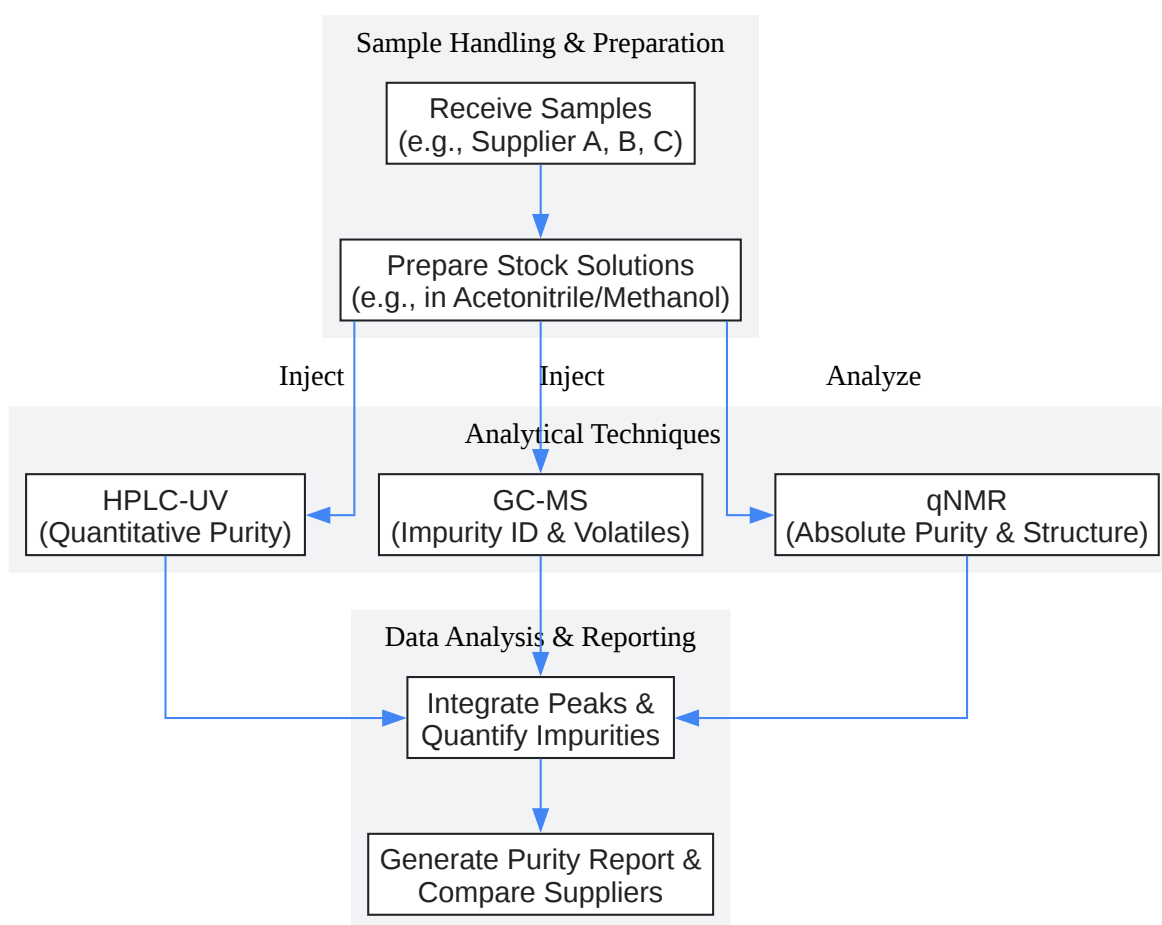 Sample Handling & Preparation
Receive Samples
(e.g., Supplier A, B, C)
Prepare Stock Solutions
(e.g., in Acetonitrile/Methanol)
Inject
Inject
Analyze
Analytical Techniques
HPLC-UV
(Quantitative Purity)
GC-MS
(Impurity ID & Volatiles)
qNMR
(Absolute Purity & Structure)
Data Analysis & Reporting
Integrate Peaks &
Quantify Impurities
Generate Purity Report &
Compare Suppliers